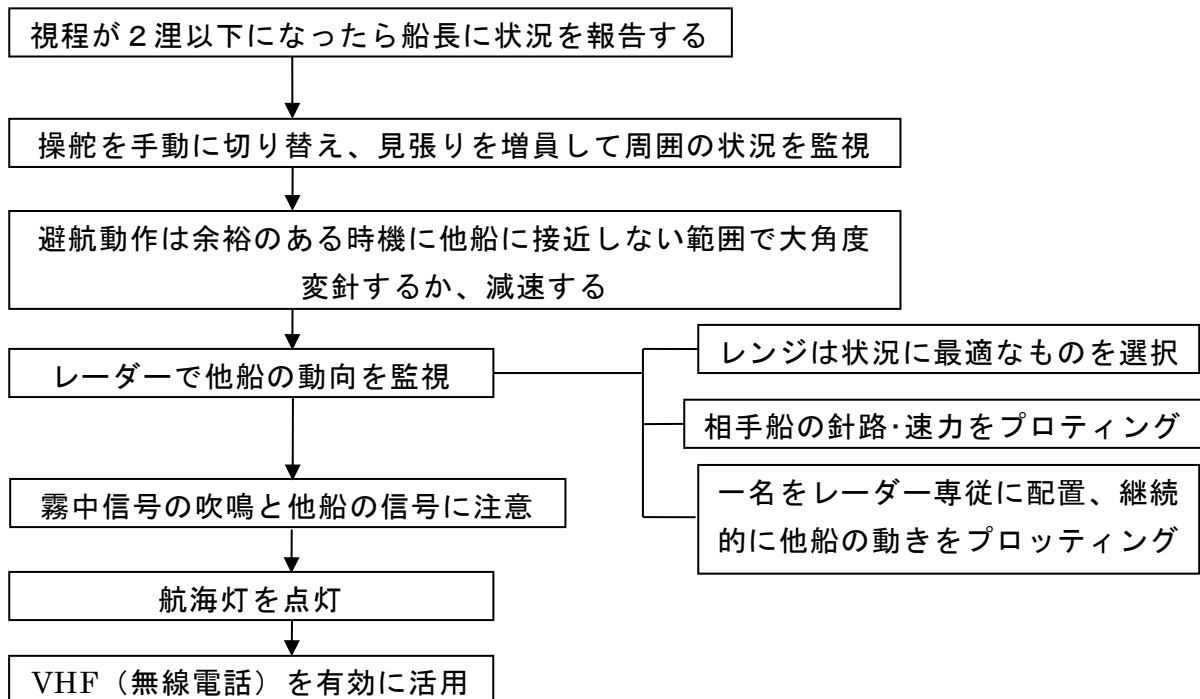 視程が２浬以下になったら船長に状況を報告する
操舵を手動に切り替え、見張りを増員して周囲の状況を監視
避航動作は余裕のある時機に他船に接近しない範囲で大角度
変針するか、減速する
レーダーで他船の動向を監視
レンジは状況に最適なものを選択
相手船の針路･速力をプロティング
一名をレーダー専従に配置、継続
的に他船の動きをプロッティング
霧中信号の吹鳴と他船の信号に注意
航海灯を点灯
VHF（無線電話）を有効に活用